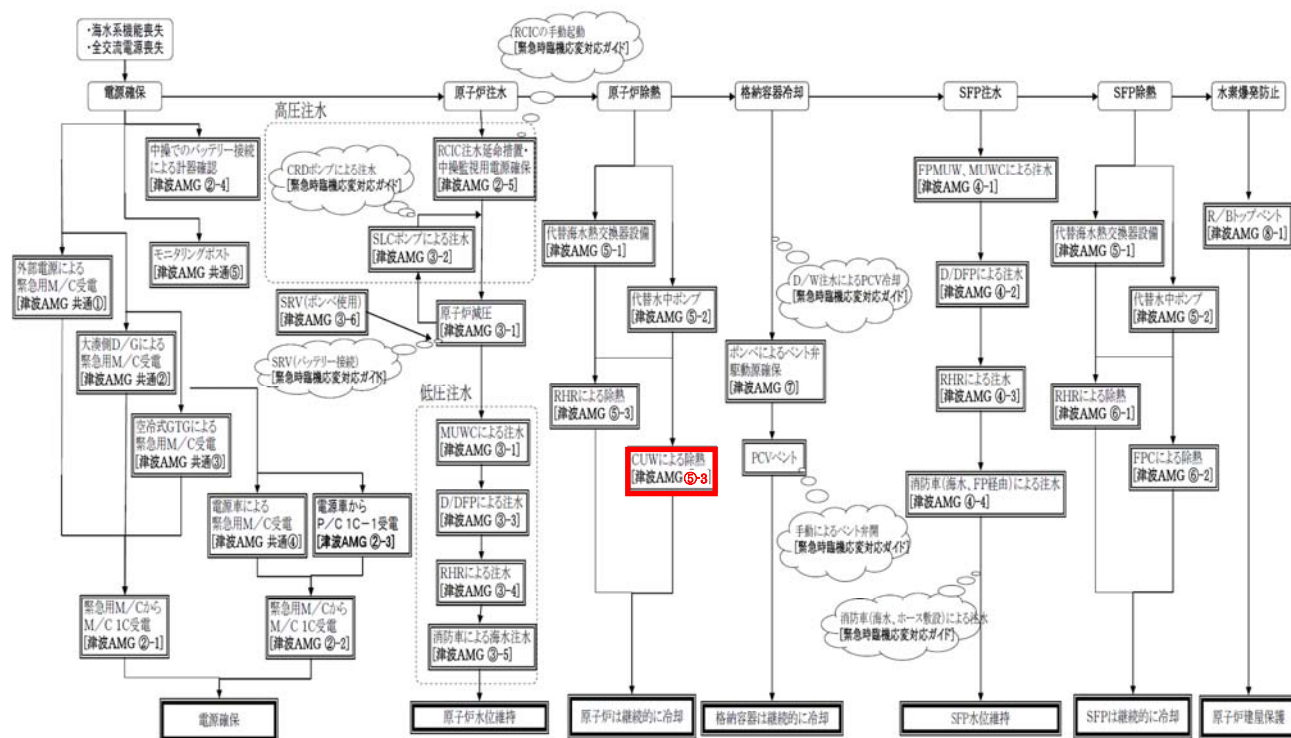 ・海水系機能喪失
・全交流電源喪失
RCICの手動起動
[緊急時臨機応変対応ガイド]
電源確保
原子炉注水
原子炉除熱
格納容器冷却
SFP注水
SFP除熱
水素爆発防止
中操でのバッテリー接続
による計器確認
[津波AMG ②-4]
モニタリングポスト
[津波AMG 共通⑤]
外部電源による
緊急用M/C受電
[津波AMG 共通①]
大湊側D/Gによる
緊急用M/C受電
[津波AMG 共通②]
空冷式GTGによる
緊急用M/C受電
[津波AMG 共通③]
電源車による
緊急用M/C受電
[津波AMG 共通④]
電源車から
P/C 1C-1受電
[津波AMG ②-3]
緊急用M/Cから
M/C 1C受電
[津波AMG ②-1]
緊急用M/Cから
M/C 1C受電
[津波AMG ②-2]
電源確保
高圧注水
CRDポンプによる注水
[緊急時臨機応変対応ガイド]
RCIC注水延命措置・
中操監視用電源確保
[津波AMG ②-5]
SLCポンプによる注水
[津波AMG ③-2]
SRV(ボンベ使用)
[津波AMG ③-6]
原子炉減圧
[津波AMG ③-1]
SRV(バッテリー接続)
[緊急時臨機応変対応ガイド]
低圧注水
MUWCによる注水
[津波AMG ③-1]
D/DFPによる注水
[津波AMG ③-3]
RHRによる注水
[津波AMG ③-4]
消防車による海水注水
[津波AMG ③-5]
原子炉水位維持
代替海水熱交換器設備
[津波AMG ⑤-1]
代替水中ポンプ
[津波AMG ⑤-2]
RHRによる除熱
[津波AMG ⑤-3]
CUWによる除熱
[津波AMG ⑤-3]
原子炉は継続的に冷却
D/W注水によるPCV冷却
[緊急時臨機応変対応ガイド]
ボンベによるベント弁
駆動原確保
[津波AMG ⑦]
PCVベント
手動によるベント弁開
[緊急時臨機応変対応ガイド]
格納容器は継続的に冷却
FPMUW、MUWCによる注水
[津波AMG ④-1]
D/DFPによる注水
[津波AMG ④-2]
RHRによる注水
[津波AMG ④-3]
消防車(海水、FP経由)による注水
[津波AMG ④-4]
消防車(海水、ホース敷設)による注水
[緊急時臨機応変対応ガイド]
SFP水位維持
代替海水熱交換器設備
[津波AMG ⑤-1]
代替水中ポンプ
[津波AMG ⑤-2]
RHRによる除熱
[津波AMG ⑥-1]
FPCによる除熱
[津波AMG ⑥-2]
SFPは継続的に冷却
R/Bトップベント
[津波AMG ⑧-1]
原子炉建屋保護